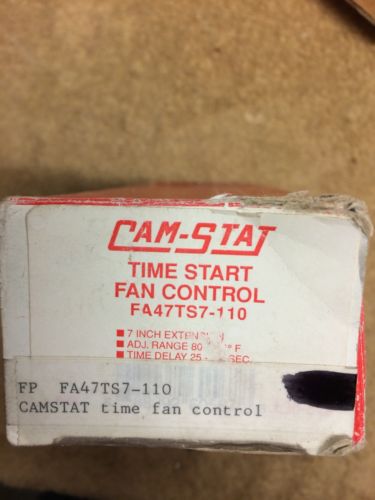 CAM-STAT
TIME START
FAN CONTROL
FA47TS7-110
■ 7 INCH EXTENSION
■ ADJ. RANGE 80 ° F
■ TIME DELAY 25 SEC.
FP FA47TS7-110
CAMSTAT time fan control